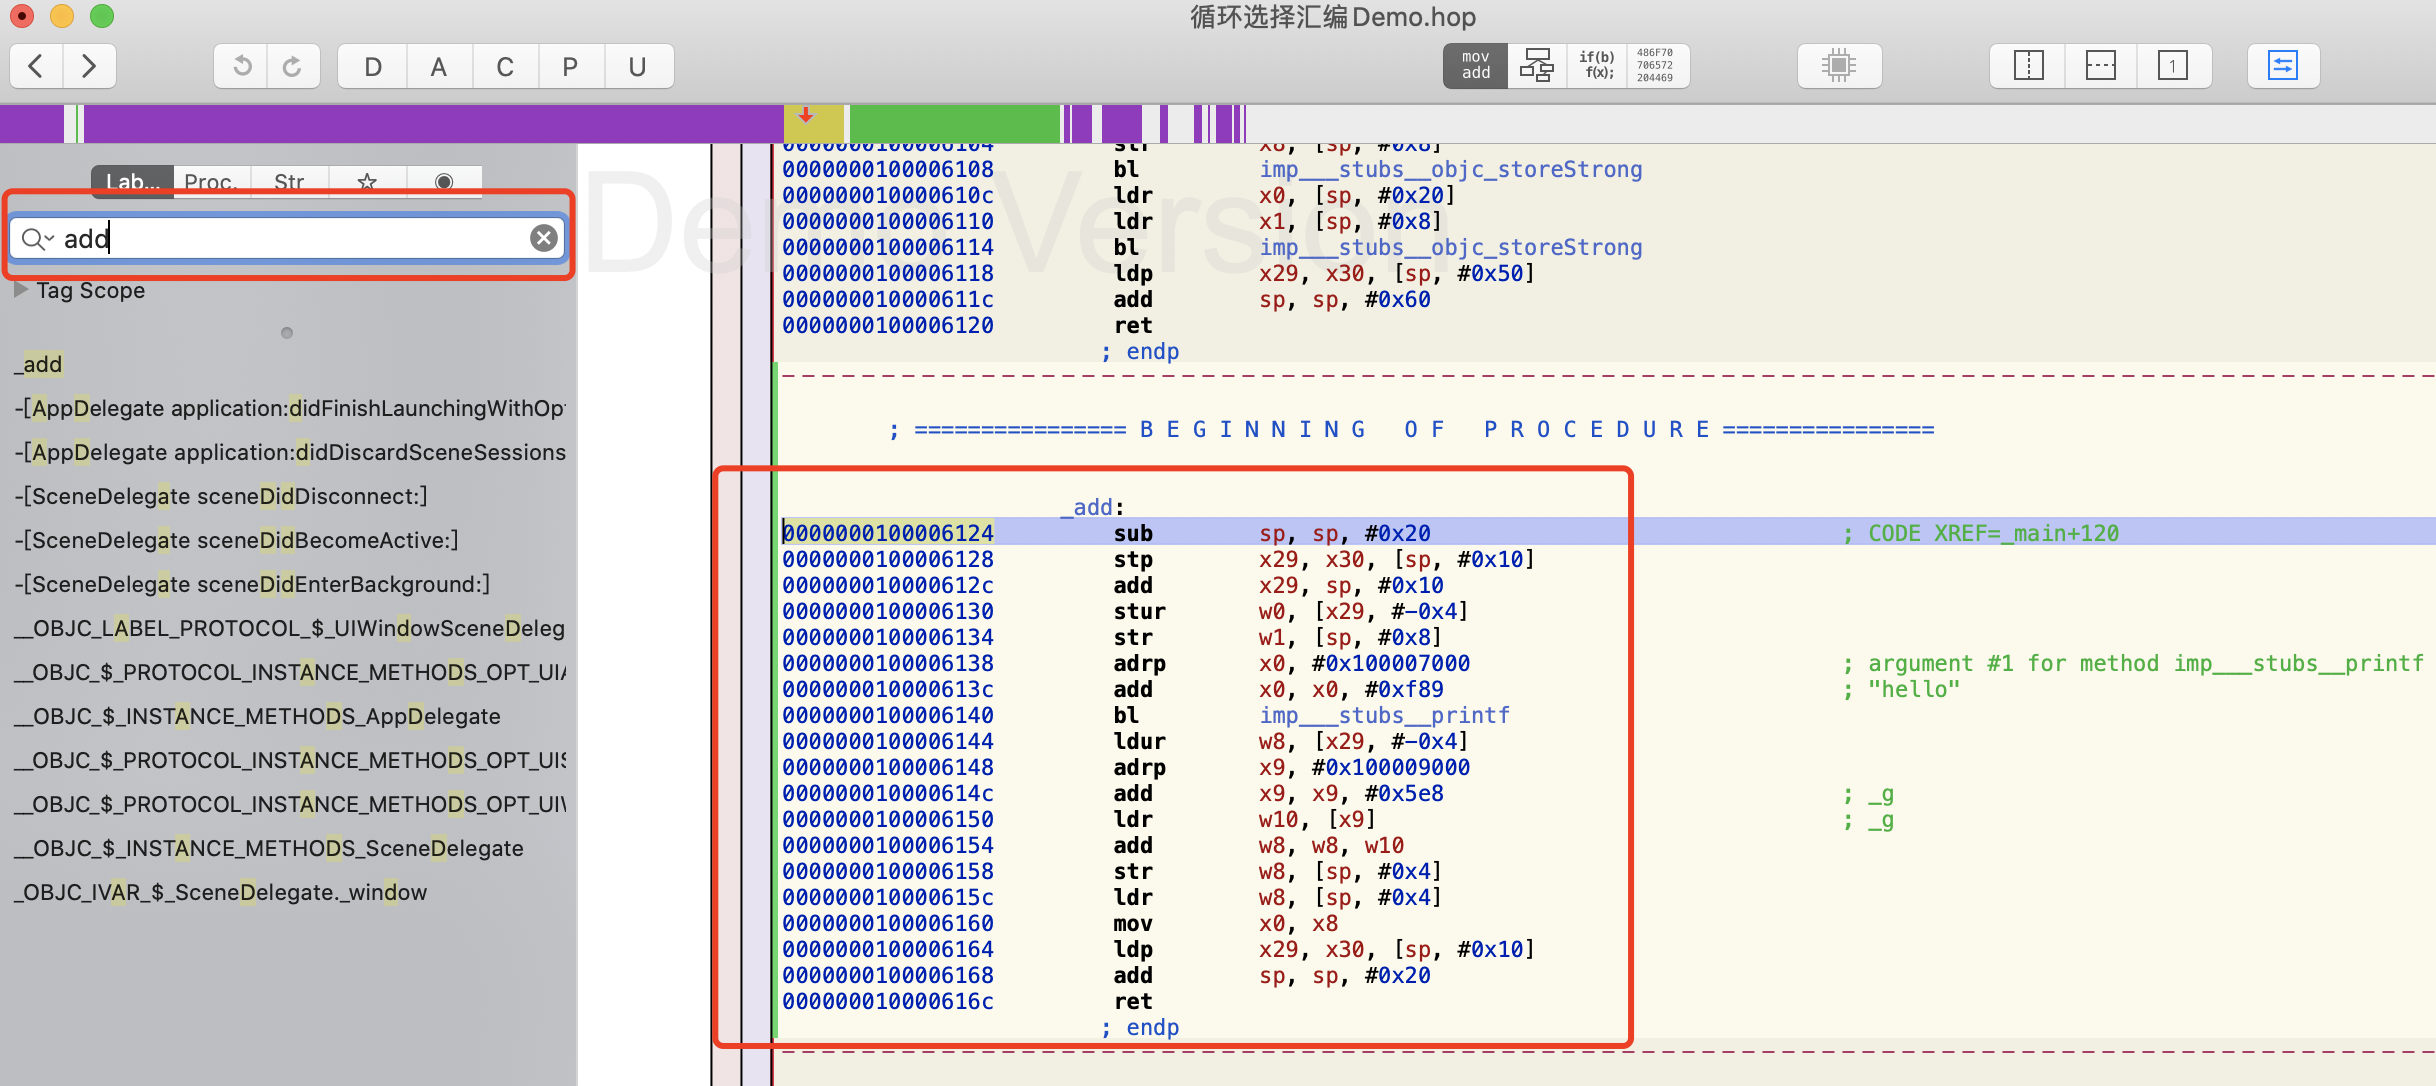 循环选择汇编Demo.hop
D A C P U
mov
add
if(b)
f(x);
486F70
706572
204469
1
Lab... Proc. Str
add
Tag Scope
_add
-[AppDelegate application:didFinishLaunchingWithOp
-[AppDelegate application:didDiscardSceneSessions
-[SceneDelegate sceneDidDisconnect:]
-[SceneDelegate sceneDidBecomeActive:]
-[SceneDelegate sceneDidEnterBackground:]
__OBJC_LABEL_PROTOCOL_$_UIWindowSceneDeleg
__OBJC_$_PROTOCOL_INSTANCE_METHODS_OPT_UIA
__OBJC_$_INSTANCE_METHODS_AppDelegate
__OBJC_$_PROTOCOL_INSTANCE_METHODS_OPT_UIS
__OBJC_$_PROTOCOL_INSTANCE_METHODS_OPT_UIW
__OBJC_$_INSTANCE_METHODS_SceneDelegate
_OBJC_IVAR_$_SceneDelegate._window
Demo Version
0000000100006104 str x8, [sp, #0x8]
0000000100006108 bl imp___stubs__objc_storeStrong
000000010000610c ldr x0, [sp, #0x20]
0000000100006110 ldr x1, [sp, #0x8]
0000000100006114 bl imp___stubs__objc_storeStrong
0000000100006118 ldp x29, x30, [sp, #0x50]
000000010000611c add sp, sp, #0x60
0000000100006120 ret
; endp
; ================ B E G I N N I N G   O F   P R O C E D U R E ================
_add:
0000000100006124 sub sp, sp, #0x20 ; CODE XREF=_main+120
0000000100006128 stp x29, x30, [sp, #0x10]
000000010000612c add x29, sp, #0x10
0000000100006130 stur w0, [x29, #-0x4]
0000000100006134 str w1, [sp, #0x8]
0000000100006138 adrp x0, #0x100007000 ; argument #1 for method imp___stubs__printf
000000010000613c add x0, x0, #0xf89 ; "hello"
0000000100006140 bl imp___stubs__printf
0000000100006144 ldur w8, [x29, #-0x4]
0000000100006148 adrp x9, #0x100009000
000000010000614c add x9, x9, #0x5e8 ; _g
0000000100006150 ldr w10, [x9] ; _g
0000000100006154 add w8, w8, w10
0000000100006158 str w8, [sp, #0x4]
000000010000615c ldr w8, [sp, #0x4]
0000000100006160 mov x0, x8
0000000100006164 ldp x29, x30, [sp, #0x10]
0000000100006168 add sp, sp, #0x20
000000010000616c ret
; endp